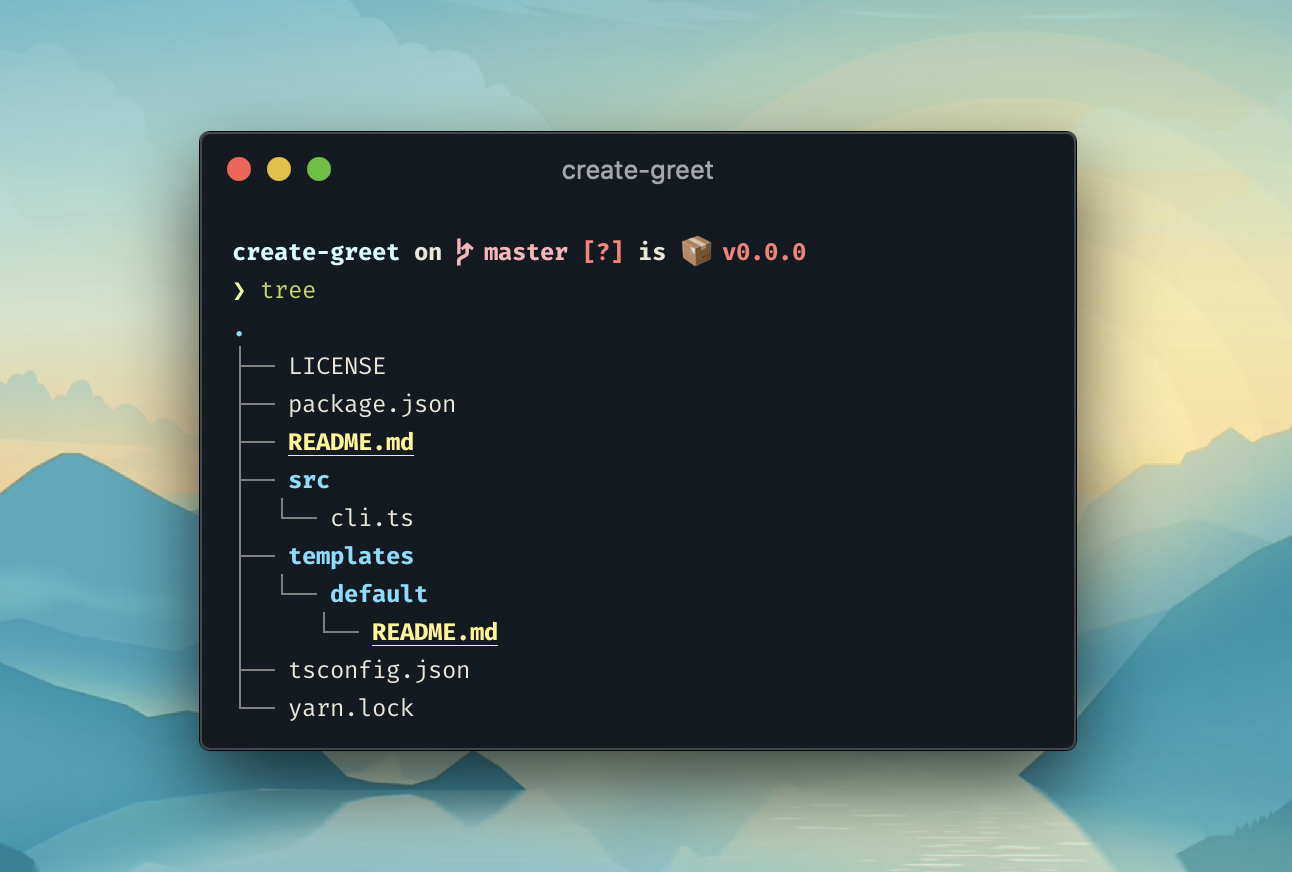 create-greet
create-greet on master [?] is 📦 v0.0.0
❯ tree
.
├── LICENSE
├── package.json
├── README.md
├── src
│  └── cli.ts
├── templates
│  └── default
│     └── README.md
├── tsconfig.json
└── yarn.lock